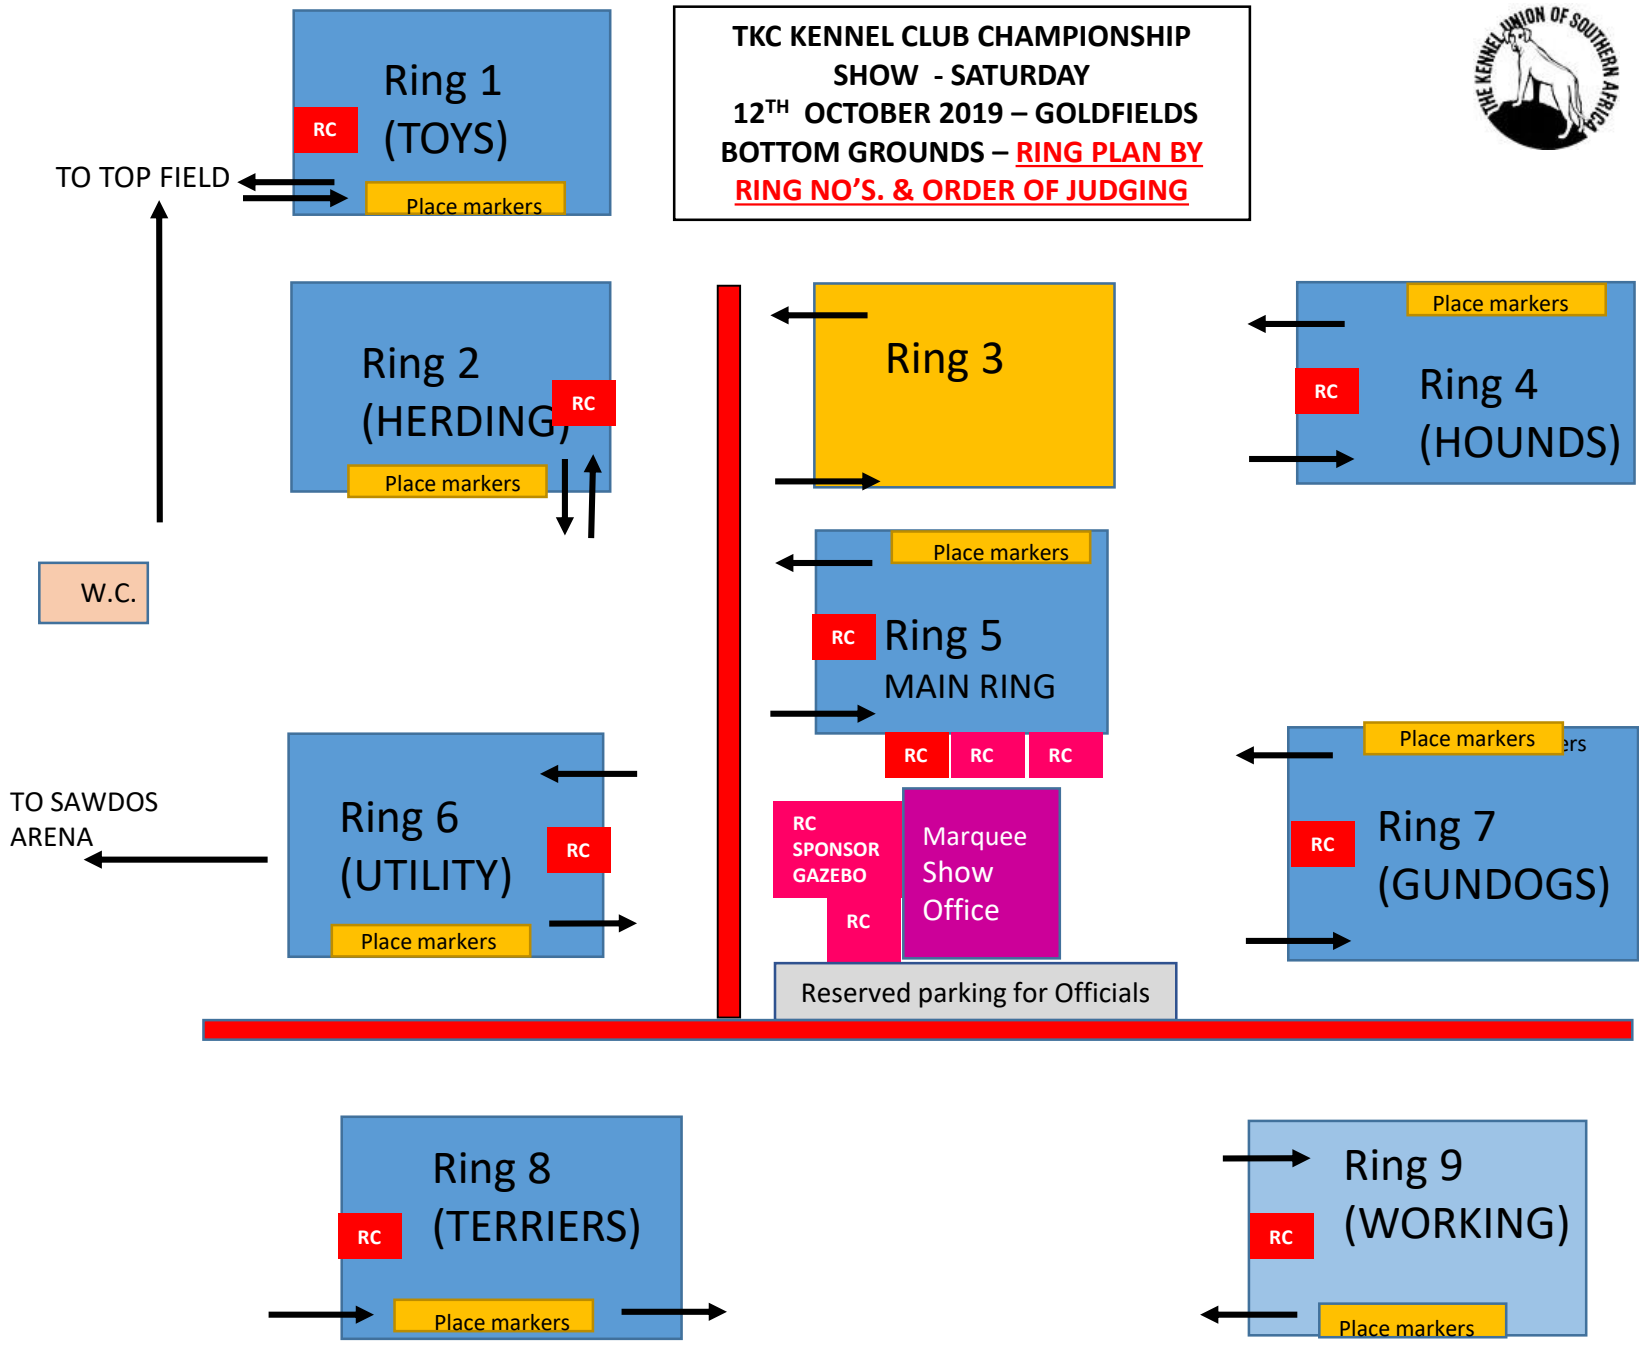 TKC KENNEL CLUB CHAMPIONSHIP
SHOW - SATURDAY
12TH OCTOBER 2019 – GOLDFIELDS
BOTTOM GROUNDS – RING PLAN BY
RING NO'S. & ORDER OF JUDGING
THE KENNEL UNION OF SOUTHERN AFRICA
Ring 1
(TOYS)
RC
Place markers
TO TOP FIELD
Ring 2
(HERDING)
RC
Place markers
Ring 3
Place markers
Ring 4
(HOUNDS)
RC
W.C.
Place markers
Ring 5
MAIN RING
RC
RC
RC
RC
TO SAWDOS
ARENA
Ring 6
(UTILITY)
RC
Place markers
RC
SPONSOR
GAZEBO
RC
Marquee
Show
Office
Reserved parking for Officials
Place markers
ers
Ring 7
(GUNDOGS)
RC
Ring 8
(TERRIERS)
RC
Place markers
Ring 9
(WORKING)
RC
Place markers